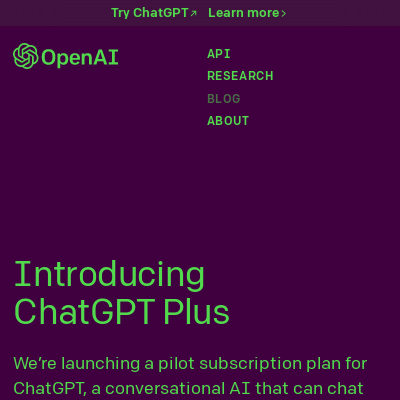 Try ChatGPT↗ Learn more>
OpenAI
API
RESEARCH
BLOG
ABOUT
Introducing
ChatGPT Plus
We’re launching a pilot subscription plan for
ChatGPT, a conversational AI that can chat